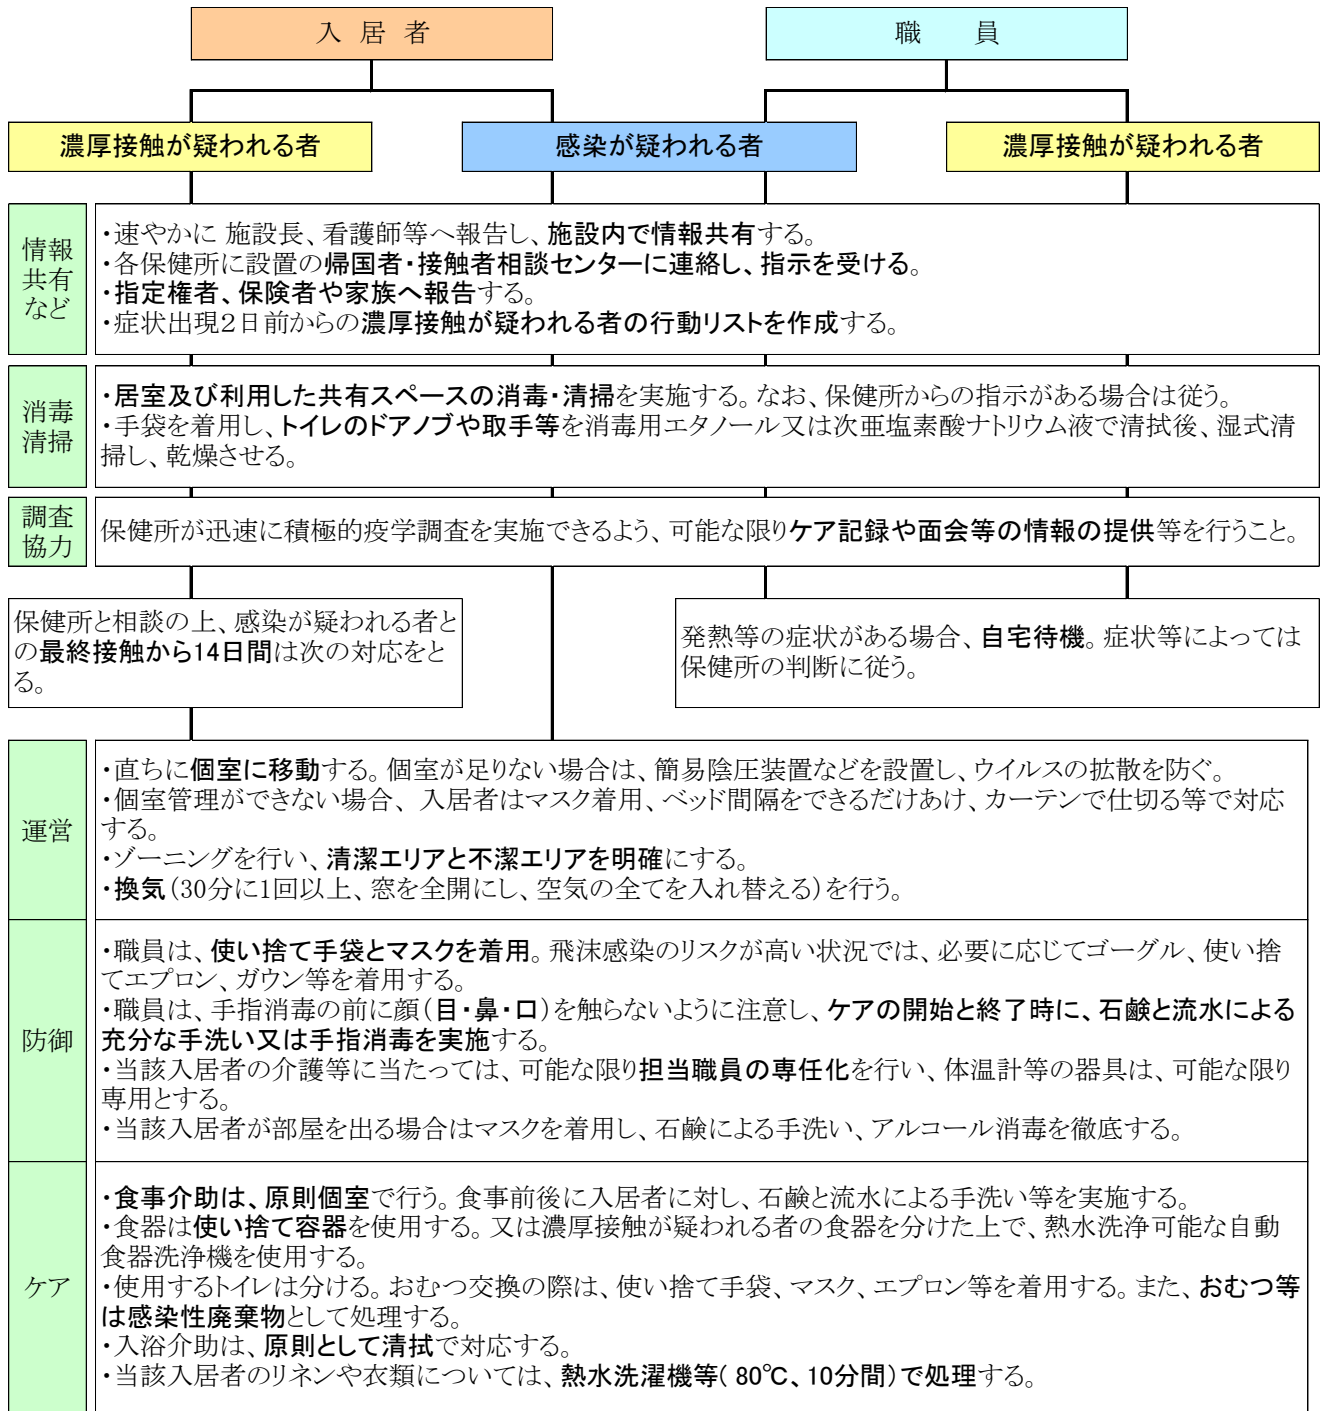 入 居 者
職 員
濃厚接触が疑われる者
感染が疑われる者
濃厚接触が疑われる者
情報
共有
など
・速やかに 施設長、看護師等へ報告し、施設内で情報共有する。
・各保健所に設置の帰国者・接触者相談センターに連絡し、指示を受ける。
・指定権者、保険者や家族へ報告する。
・症状出現２日前からの濃厚接触が疑われる者の行動リストを作成する。
消毒
清掃
・居室及び利用した共有スペースの消毒・清掃を実施する。なお、保健所からの指示がある場合は従う。
・手袋を着用し、トイレのドアノブや取手等を消毒用エタノール又は次亜塩素酸ナトリウム液で清拭後、湿式清
掃し、乾燥させる。
調査
協力
保健所が迅速に積極的疫学調査を実施できるよう、可能な限りケア記録や面会等の情報の提供等を行うこと。
保健所と相談の上、感染が疑われる者と
の最終接触から14日間は次の対応をと
る。
発熱等の症状がある場合、自宅待機。症状等によっては
保健所の判断に従う。
運営
・直ちに個室に移動する。個室が足りない場合は、簡易陰圧装置などを設置し、ウイルスの拡散を防ぐ。
・個室管理ができない場合、 入居者はマスク着用、ベッド間隔をできるだけあけ、カーテンで仕切る等で対応
する。
・ゾーニングを行い、清潔エリアと不潔エリアを明確にする。
・換気（30分に1回以上、窓を全開にし、空気の全てを入れ替える）を行う。
防御
・職員は、使い捨て手袋とマスクを着用。飛沫感染のリスクが高い状況では、必要に応じてゴーグル、使い捨
てエプロン、ガウン等を着用する。
・職員は、手指消毒の前に顔（目・鼻・口）を触らないように注意し、ケアの開始と終了時に、石鹸と流水による
充分な手洗い又は手指消毒を実施する。
・当該入居者の介護等に当たっては、可能な限り担当職員の専任化を行い、体温計等の器具は、可能な限り
専用とする。
・当該入居者が部屋を出る場合はマスクを着用し、石鹸による手洗い、アルコール消毒を徹底する。
ケア
・食事介助は、原則個室で行う。食事前後に入居者に対し、石鹸と流水による手洗い等を実施する。
・食器は使い捨て容器を使用する。又は濃厚接触が疑われる者の食器を分けた上で、熱水洗浄可能な自動
食器洗浄機を使用する。
・使用するトイレは分ける。おむつ交換の際は、使い捨て手袋、マスク、エプロン等を着用する。また、おむつ等
は感染性廃棄物として処理する。
・入浴介助は、原則として清拭で対応する。
・当該入居者のリネンや衣類については、熱水洗濯機等（ 80℃、10分間）で処理する。